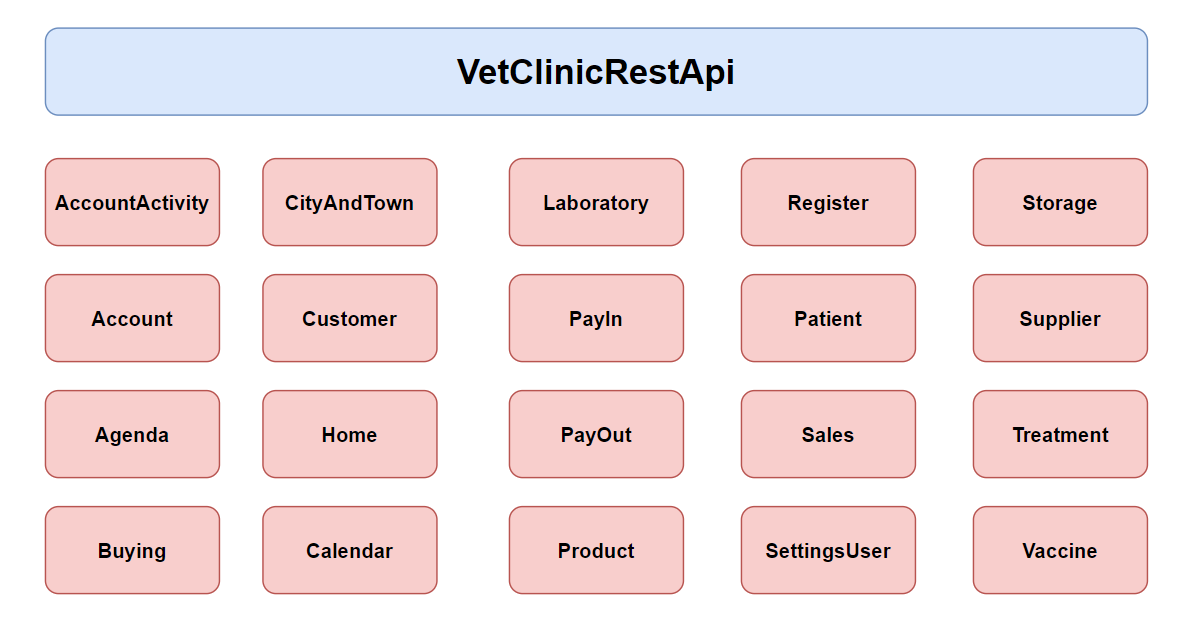 VetClinicRestApi
AccountActivity
CityAndTown
Laboratory
Register
Storage
Account
Customer
PayIn
Patient
Supplier
Agenda
Home
PayOut
Sales
Treatment
Buying
Calendar
Product
SettingsUser
Vaccine